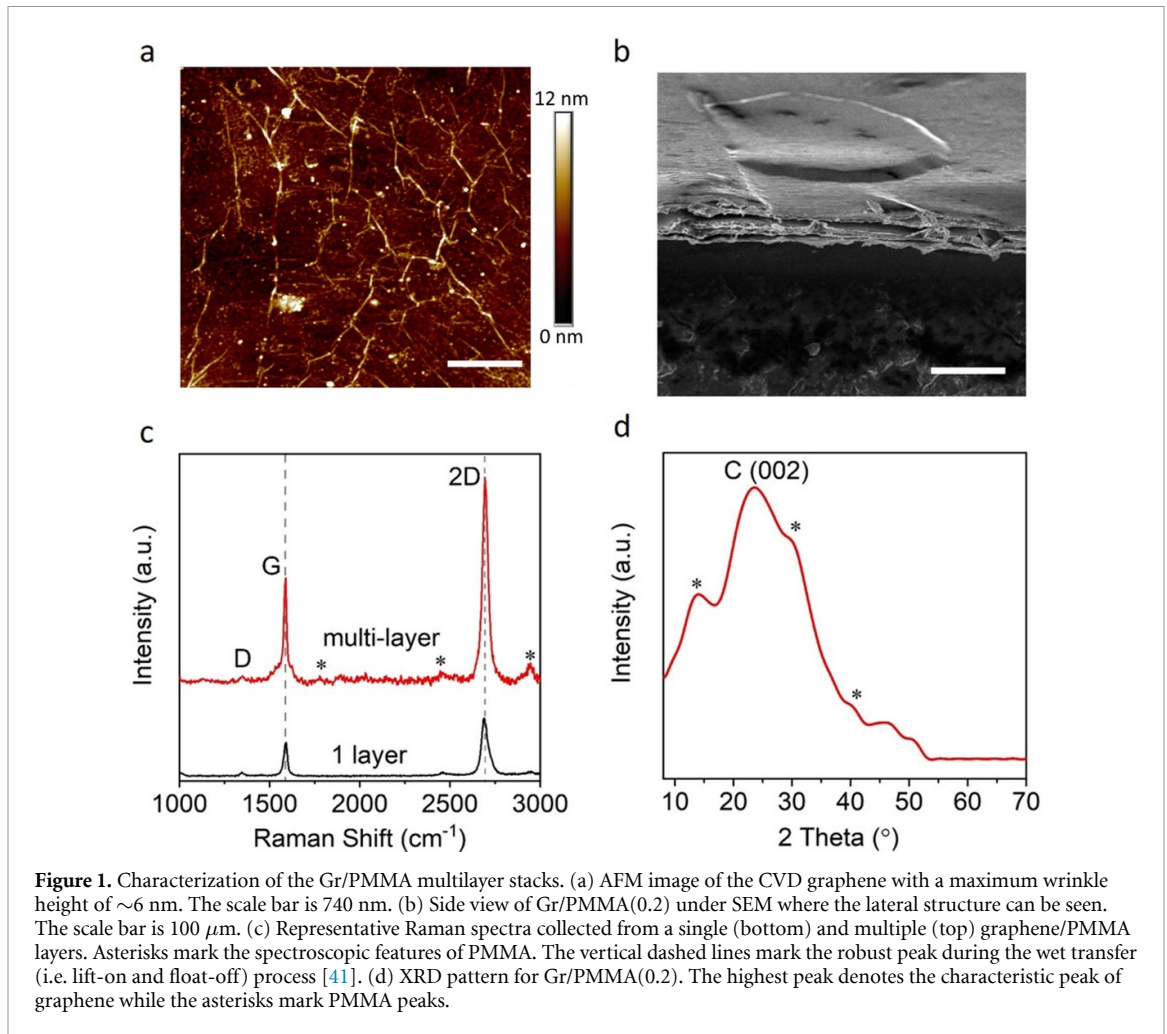 a
b
12 nm
0 nm
c
d
Intensity (a.u.)
G
D
2D
multi-layer
*
*
*
1 layer
1000
1500
2000
2500
3000
Raman Shift (cm⁻¹)
Intensity (a.u.)
C (002)
*
*
*
10
20
30
40
50
60
70
2 Theta (°)
Figure 1. Characterization of the Gr/PMMA multilayer stacks. (a) AFM image of the CVD graphene with a maximum wrinkle
height of ∼6 nm. The scale bar is 740 nm. (b) Side view of Gr/PMMA(0.2) under SEM where the lateral structure can be seen.
The scale bar is 100 μm. (c) Representative Raman spectra collected from a single (bottom) and multiple (top) graphene/PMMA
layers. Asterisks mark the spectroscopic features of PMMA. The vertical dashed lines mark the robust peak during the wet transfer
(i.e. lift-on and float-off) process [41]. (d) XRD pattern for Gr/PMMA(0.2). The highest peak denotes the characteristic peak of
graphene while the asterisks mark PMMA peaks.